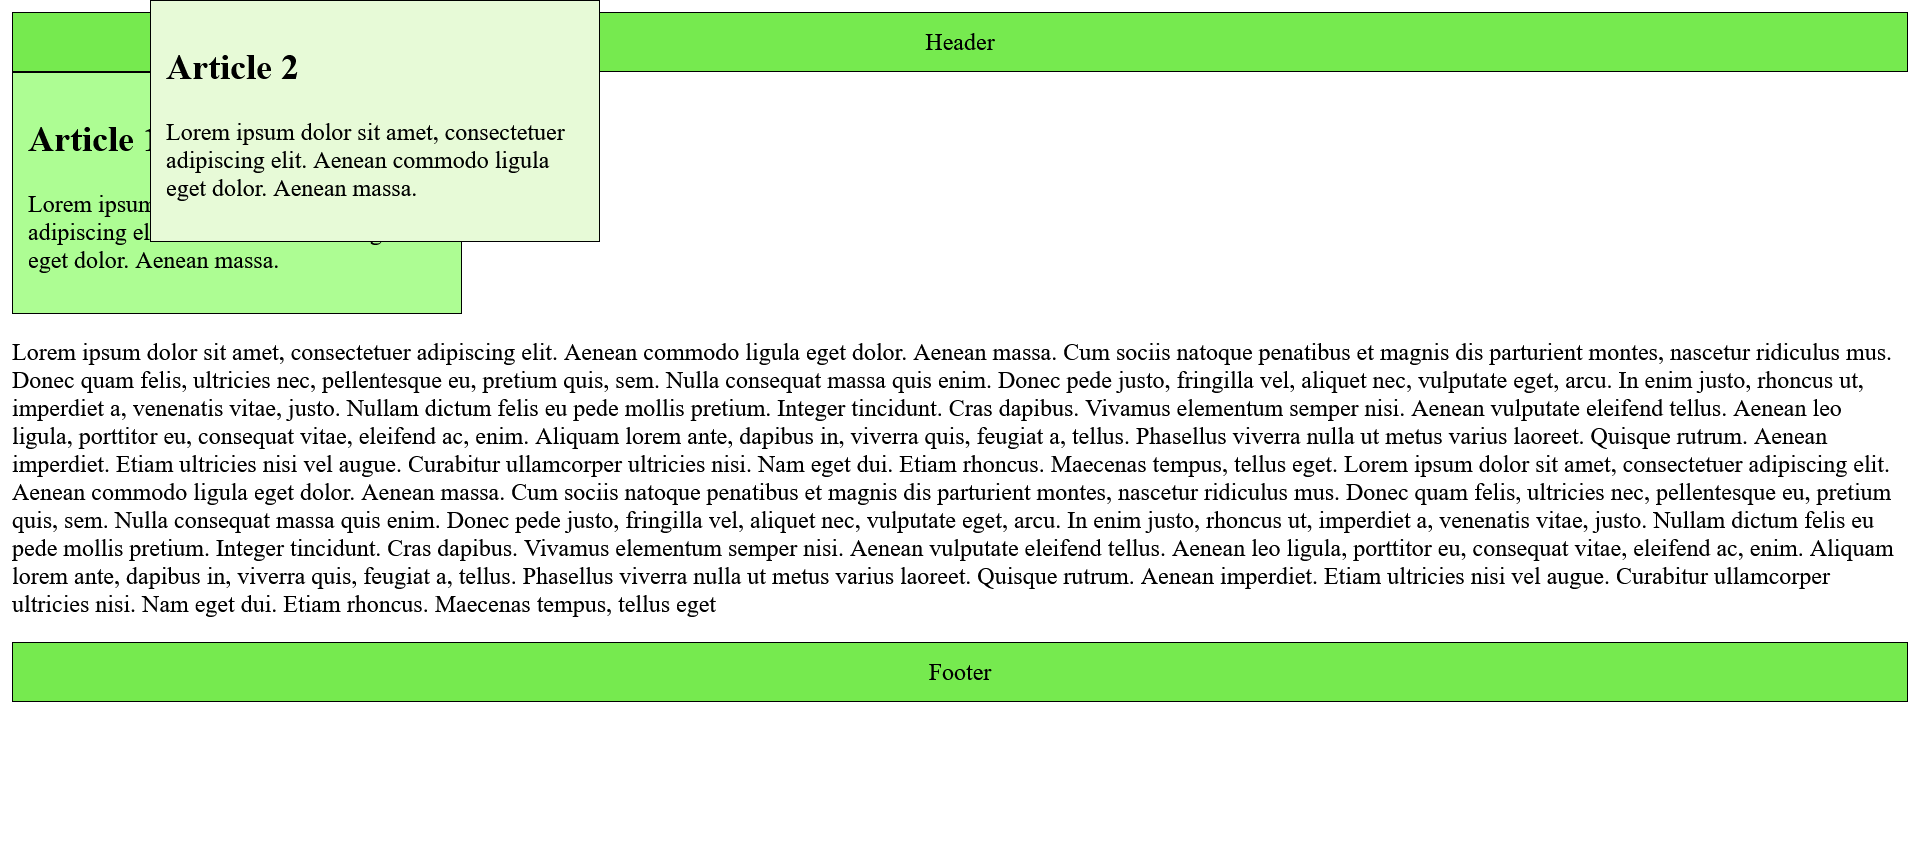 Header
Article 2
Lorem ipsum dolor sit amet, consectetuer
adipiscing elit. Aenean commodo ligula
eget dolor. Aenean massa.
Article
Lorem ipsum
adipiscing
eget dolor. Aenean massa.
Lorem ipsum dolor sit amet, consectetuer adipiscing elit. Aenean commodo ligula eget dolor. Aenean massa. Cum sociis natoque penatibus et magnis dis parturient montes, nascetur ridiculus mus.
Donec quam felis, ultricies nec, pellentesque eu, pretium quis, sem. Nulla consequat massa quis enim. Donec pede justo, fringilla vel, aliquet nec, vulputate eget, arcu. In enim justo, rhoncus ut,
imperdiet a, venenatis vitae, justo. Nullam dictum felis eu pede mollis pretium. Integer tincidunt. Cras dapibus. Vivamus elementum semper nisi. Aenean vulputate eleifend tellus. Aenean leo
ligula, porttitor eu, consequat vitae, eleifend ac, enim. Aliquam lorem ante, dapibus in, viverra quis, feugiat a, tellus. Phasellus viverra nulla ut metus varius laoreet. Quisque rutrum. Aenean
imperdiet. Etiam ultricies nisi vel augue. Curabitur ullamcorper ultricies nisi. Nam eget dui. Etiam rhoncus. Maecenas tempus, tellus eget. Lorem ipsum dolor sit amet, consectetuer adipiscing elit.
Aenean commodo ligula eget dolor. Aenean massa. Cum sociis natoque penatibus et magnis dis parturient montes, nascetur ridiculus mus. Donec quam felis, ultricies nec, pellentesque eu, pretium
quis, sem. Nulla consequat massa quis enim. Donec pede justo, fringilla vel, aliquet nec, vulputate eget, arcu. In enim justo, rhoncus ut, imperdiet a, venenatis vitae, justo. Nullam dictum felis eu
pede mollis pretium. Integer tincidunt. Cras dapibus. Vivamus elementum semper nisi. Aenean vulputate eleifend tellus. Aenean leo ligula, porttitor eu, consequat vitae, eleifend ac, enim. Aliquam
lorem ante, dapibus in, viverra quis, feugiat a, tellus. Phasellus viverra nulla ut metus varius laoreet. Quisque rutrum. Aenean imperdiet. Etiam ultricies nisi vel augue. Curabitur ullamcorper
ultricies nisi. Nam eget dui. Etiam rhoncus. Maecenas tempus, tellus eget
Footer